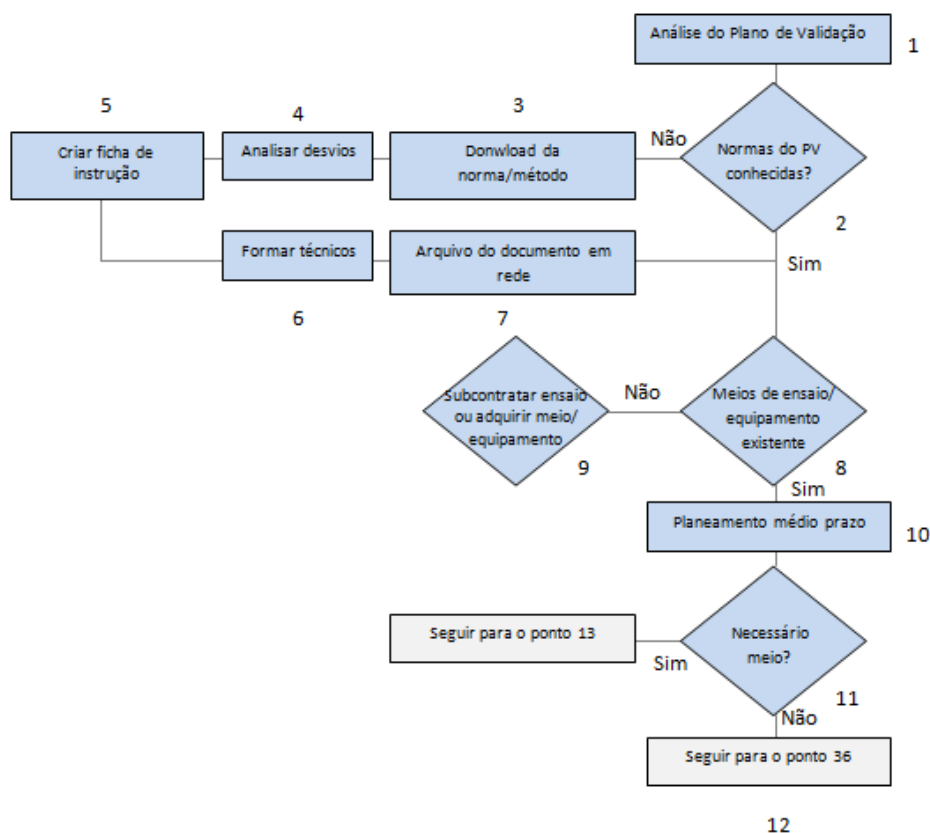 Análise do Plano de Validação
1
5
4
3
Criar ficha de
instrução
Analisar desvios
Donwload da
norma/método
Não
Normas do PV
conhecidas?
2
Formar técnicos
Arquivo do documento em
rede
Sim
6
7
Subcontratar ensaio
ou adquirir meio/
equipamento
9
Não
Meios de ensaio/
equipamento
existente
8
Sim
Planeamento médio prazo
10
Seguir para o ponto 13
Sim
Necessário
meio?
11
Não
Seguir para o ponto 36
12